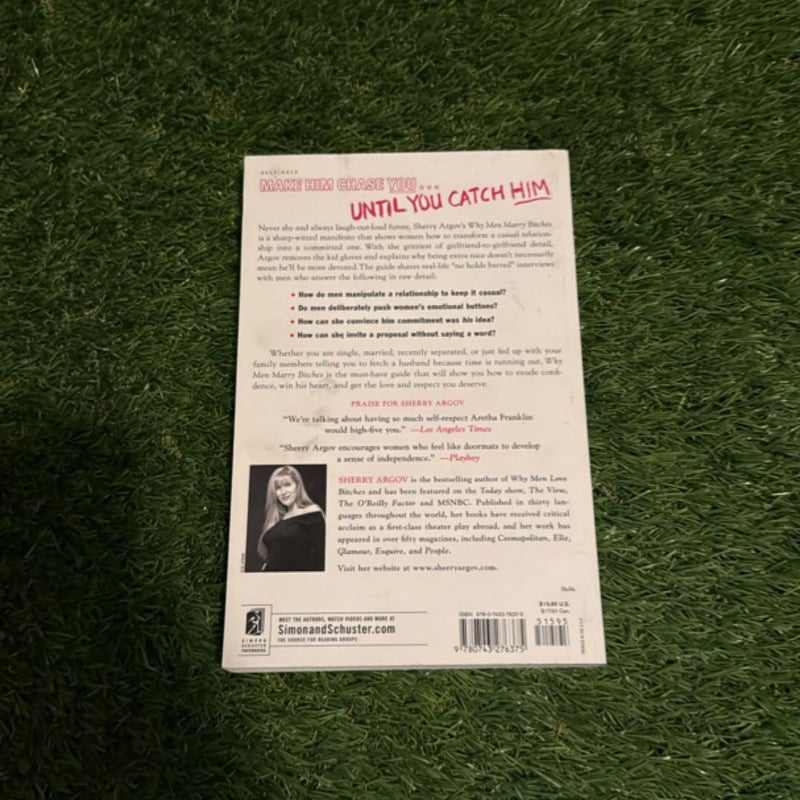 SELF-HELP
MAKE HIM CHASE YOU...
UNTIL YOU CATCH HIM
Never shy and always laugh-out-loud funny, Sherry Argov's Why Men Marry Bitches
is a sharp-witted manifesto that shows women how to transform a casual relation-
ship into a committed one. With the grittiest of girlfriend-to-girlfriend detail,
Argov removes the kid gloves and explains why being extra nice doesn't necessarily
mean he'll be more devoted. The guide shares real-life "no holds barred" interviews
with men who answer the following in raw detail:
• How do men manipulate a relationship to keep it casual?
• Do men deliberately push women's emotional buttons?
• How can she convince him commitment was his idea?
• How can she invite a proposal without saying a word?
Whether you are single, married, recently separated, or just fed up with your
family members telling you to fetch a husband because time is running out, Why
Men Marry Bitches is the must-have guide that will show you how to exude confi-
dence, win his heart, and get the love and respect you deserve.
PRAISE FOR SHERRY ARGOV
"We're talking about having so much self-respect Aretha Franklin
would high-five you." —Los Angeles Times
"Sherry Argov encourages women who feel like doormats to develop
a sense of independence." —Playboy
SHERRY ARGOV is the bestselling author of Why Men Love
Bitches and has been featured on the Today show, The View,
The O'Reilly Factor and MSNBC. Published in thirty lan-
guages throughout the world, her books have received critical
acclaim as a first-class theater play abroad, and her work has
appeared in over fifty magazines, including Cosmopolitan, Elle,
Glamour, Esquire, and People.
Visit her website at www.sherryargov.com.
SIMON &
SCHUSTER
PAPERBACKS
MEET THE AUTHORS, WATCH VIDEOS AND MORE AT
SimonandSchuster.com
THE SOURCE FOR READING GROUPS
ISBN 978-0-7432-7637-5
$15.95 U.S.
51595
9 780743 276375